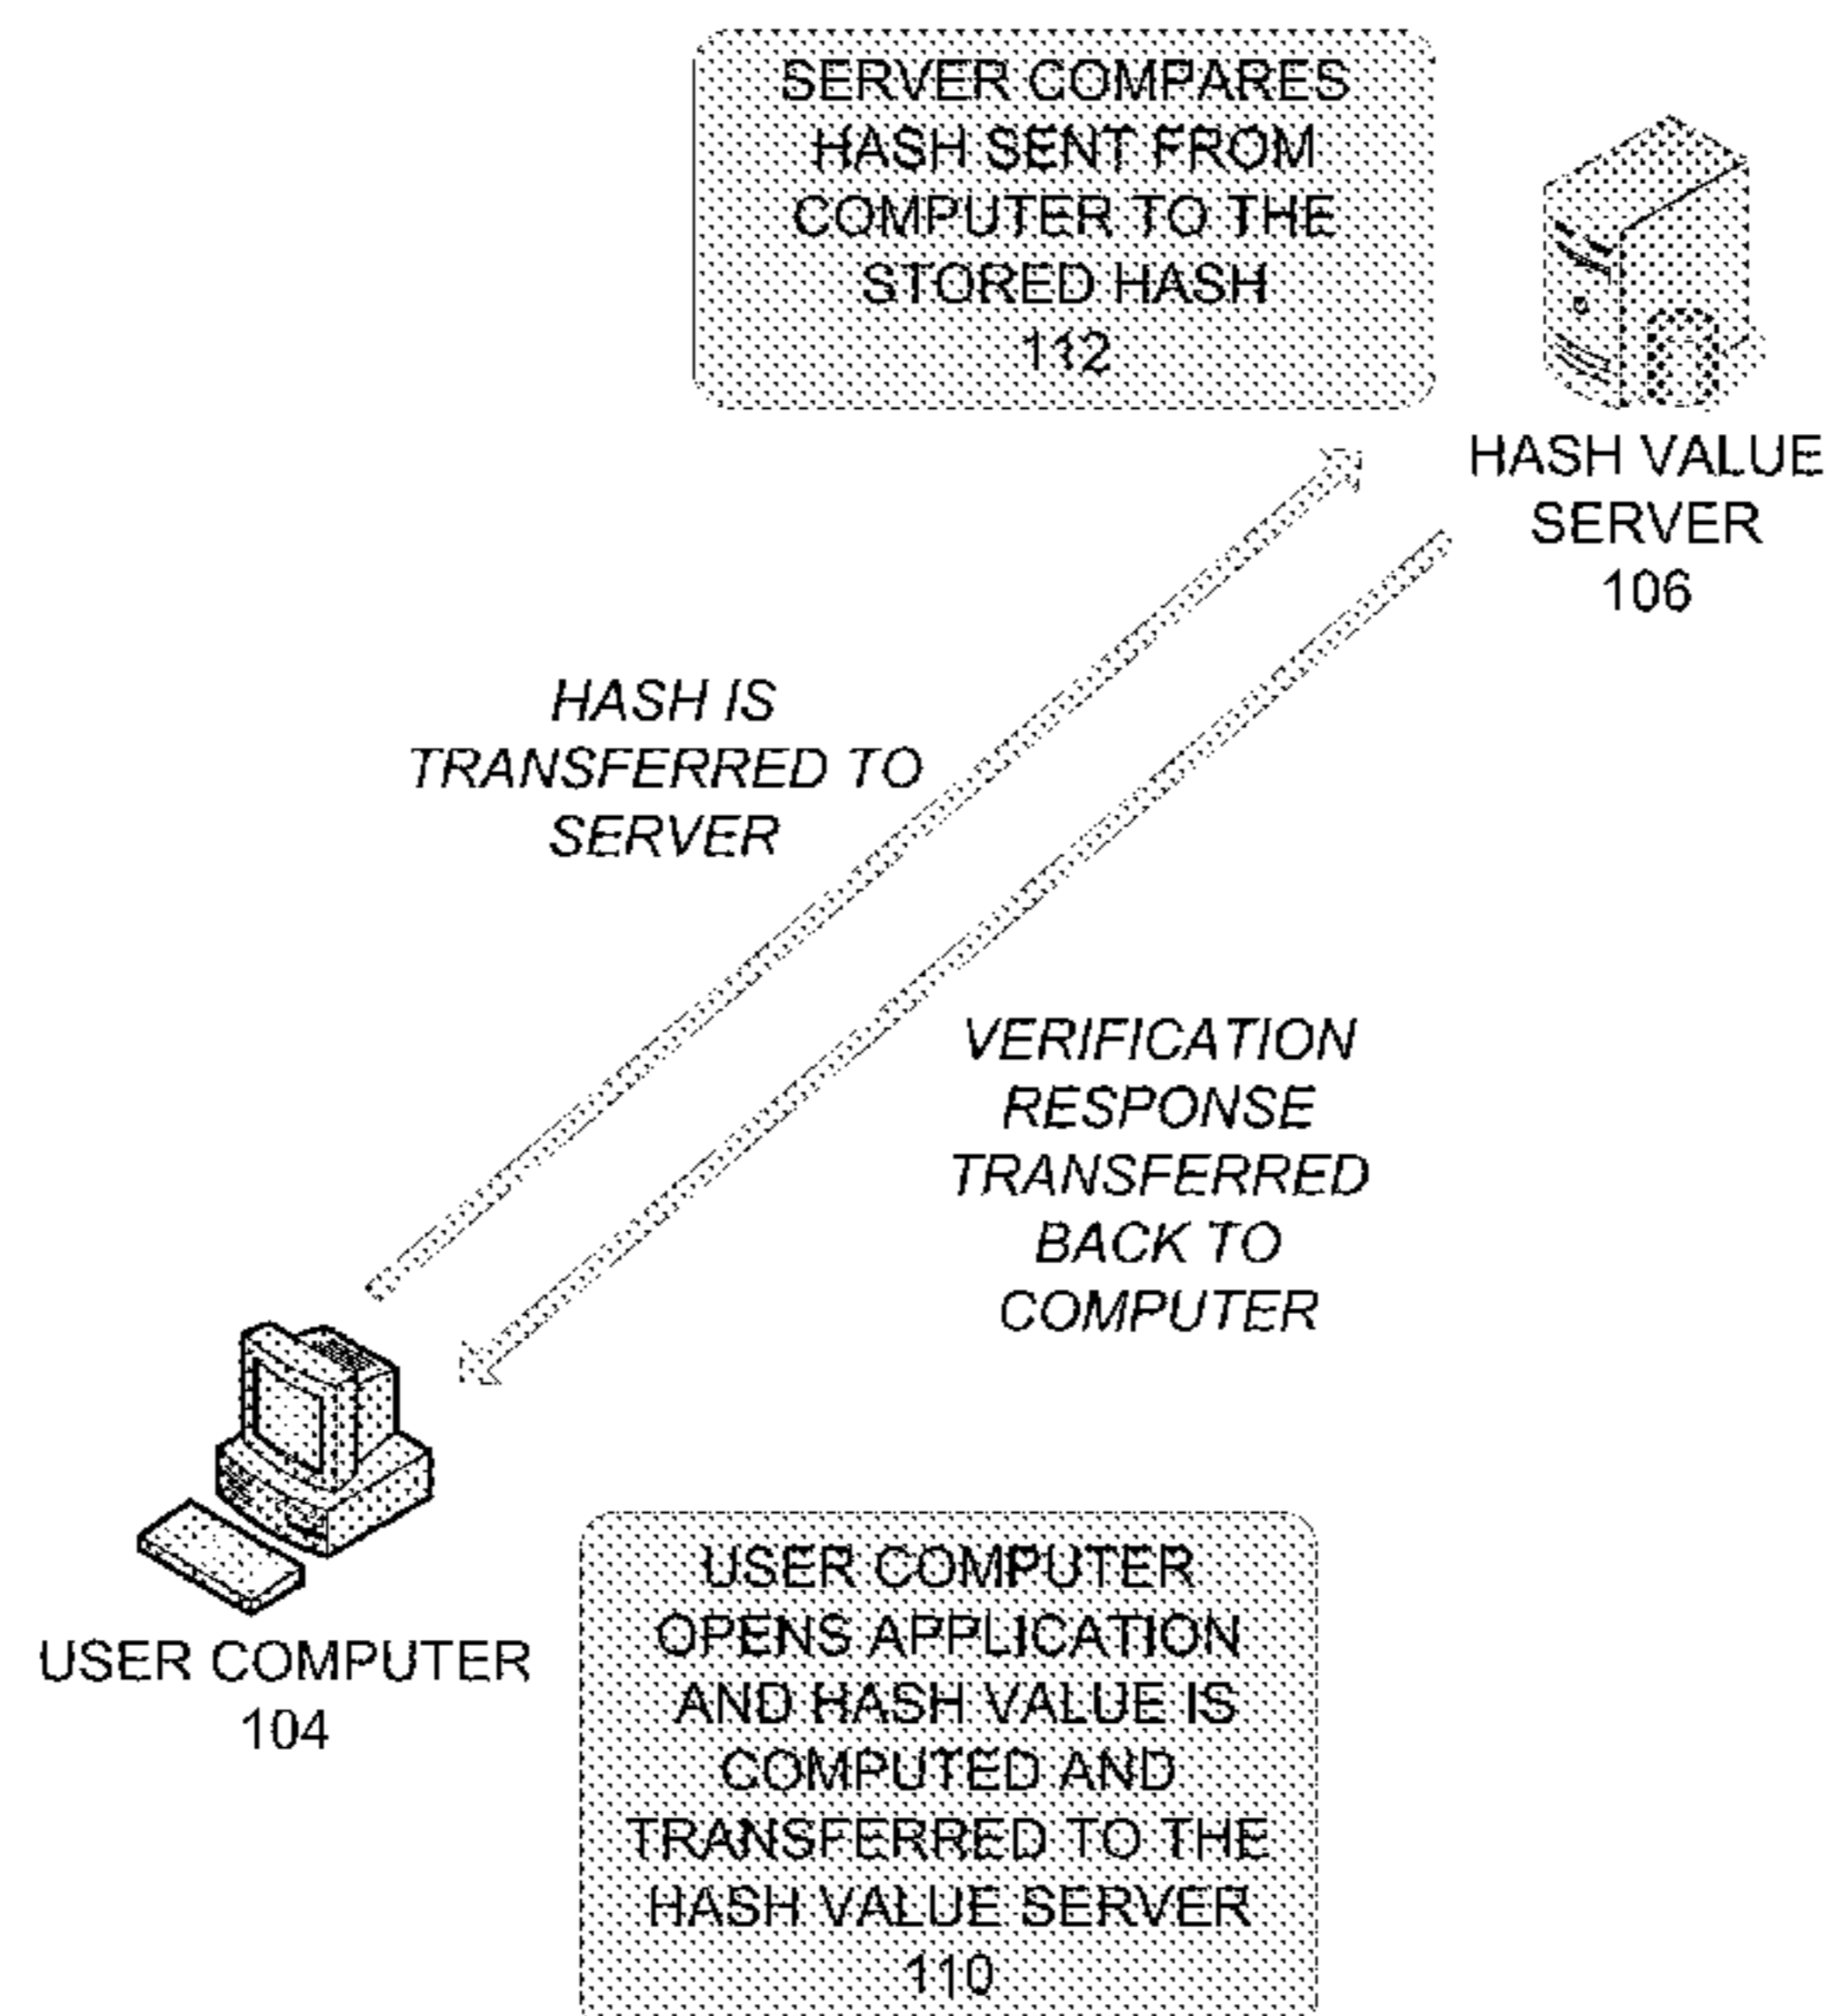 SERVER COMPARES
HASH SENT FROM
COMPUTER TO THE
STORED HASH
112
HASH VALUE
SERVER
106
HASH IS
TRANSFERRED TO
SERVER
VERIFICATION
RESPONSE
TRANSFERRED
BACK TO
COMPUTER
USER COMPUTER
104
USER COMPUTER
OPENS APPLICATION
AND HASH VALUE IS
COMPUTED AND
TRANSFERRED TO THE
HASH VALUE SERVER
110